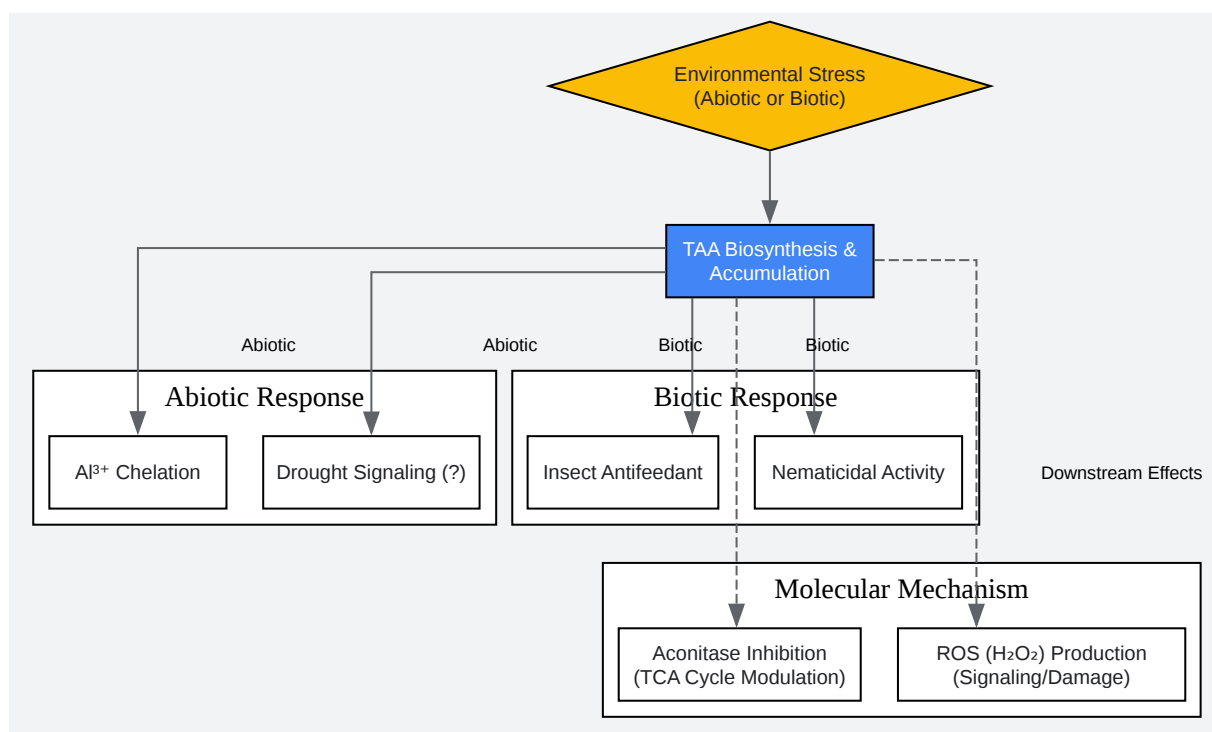 Environmental Stress
(Abiotic or Biotic)
TAA Biosynthesis &
Accumulation
Abiotic
Abiotic
Biotic
Biotic
Abiotic Response
Biotic Response
Al³⁺ Chelation
Drought Signaling (?)
Insect Antifeedant
Nematicidal Activity
Downstream Effects
Molecular Mechanism
Aconitase Inhibition
(TCA Cycle Modulation)
ROS (H₂O₂) Production
(Signaling/Damage)